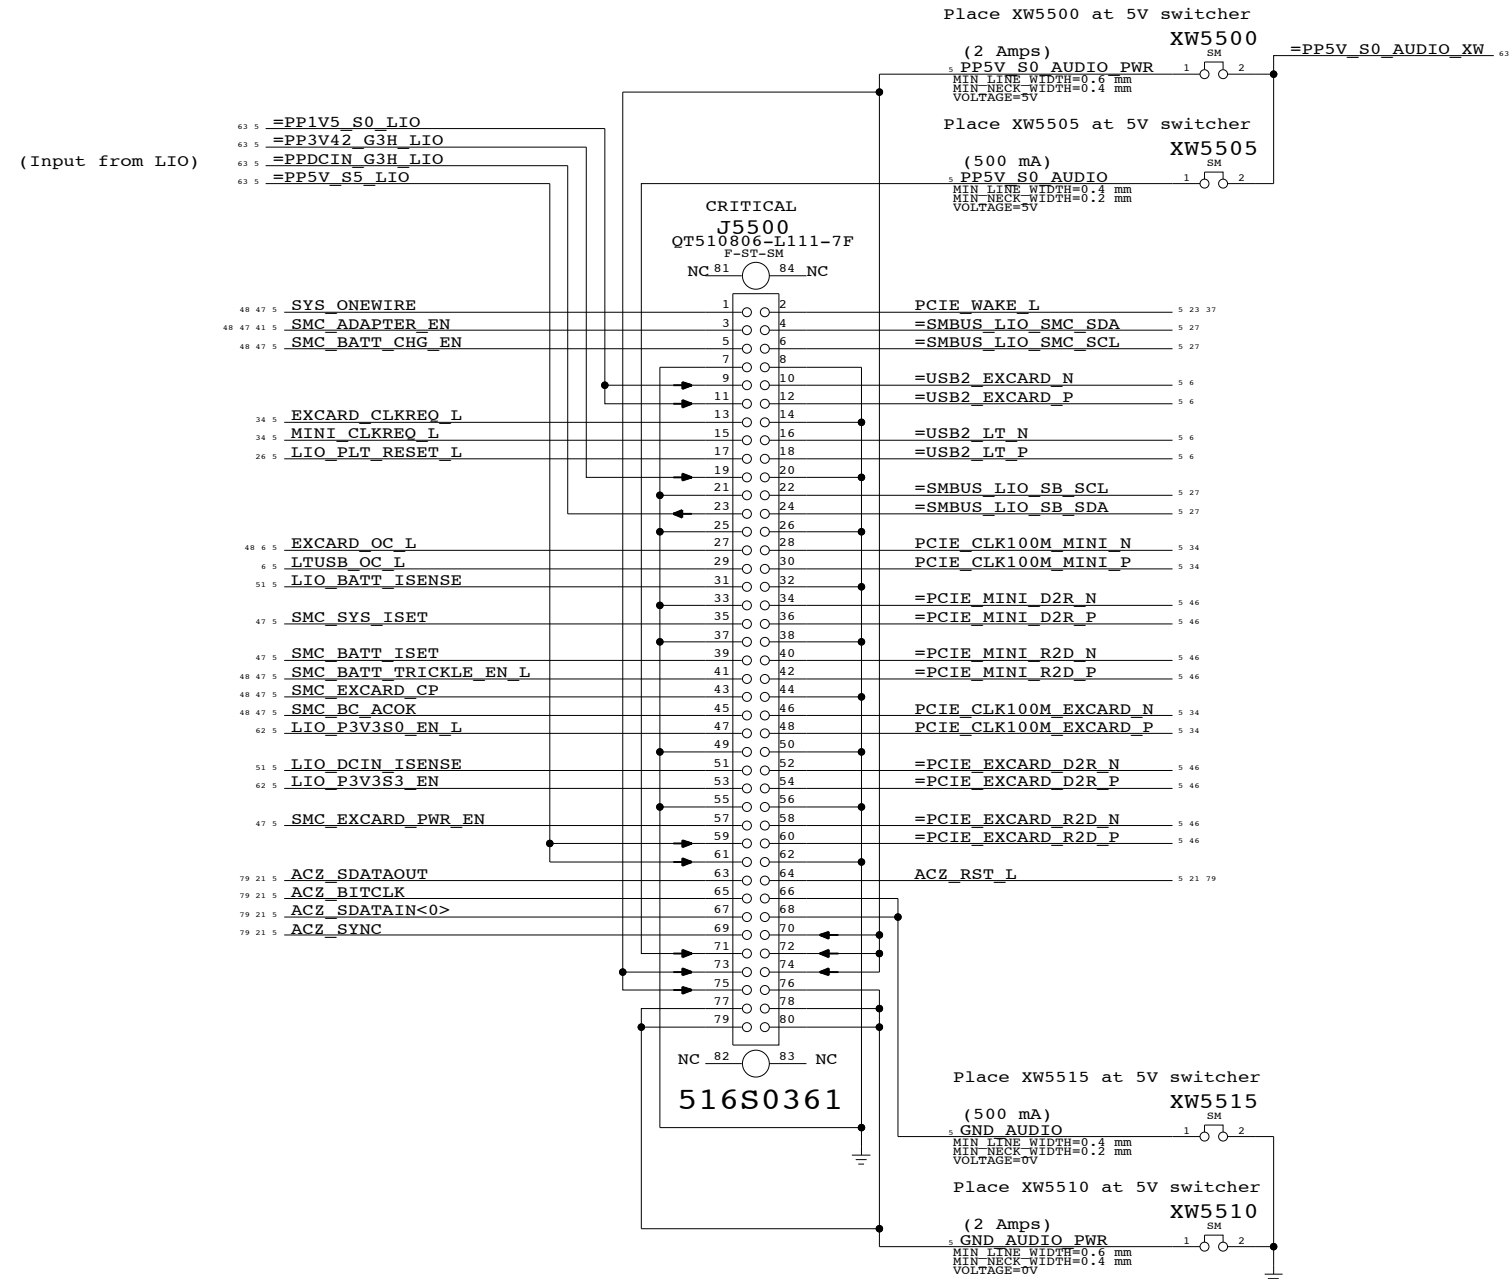 Place XW5500 at 5V switcher
XW5500
SM
(2 Amps)
5 PP5V_S0_AUDIO_PWR 1 2
=PP5V_S0_AUDIO_XW 63
MIN_LINE_WIDTH=0.6 mm
MIN_NECK_WIDTH=0.4 mm
VOLTAGE=5V
Place XW5505 at 5V switcher
XW5505
SM
(500 mA)
5 PP5V_S0_AUDIO 1 2
MIN_LINE_WIDTH=0.4 mm
MIN_NECK_WIDTH=0.2 mm
VOLTAGE=5V
63 5 =PP1V5_S0_LIO
63 5 =PP3V42_G3H_LIO
(Input from LIO)
63 5 =PPDCIN_G3H_LIO
63 5 =PP5V_S5_LIO
CRITICAL
J5500
QT510806-L111-7F
F-ST-SM
NC 81 84 NC
48 47 5 SYS_ONEWIRE 1 2 PCIE_WAKE_L 5 23 37
48 47 41 5 SMC_ADAPTER_EN 3 4 =SMBUS_LIO_SMC_SDA 5 27
48 47 5 SMC_BATT_CHG_EN 5 6 =SMBUS_LIO_SMC_SCL 5 27
7 8
9 10 =USB2_EXCARD_N 5 6
11 12 =USB2_EXCARD_P 5 6
34 5 EXCARD_CLKREQ_L 13 14
34 5 MINI_CLKREQ_L 15 16 =USB2_LT_N 5 6
26 5 LIO_PLT_RESET_L 17 18 =USB2_LT_P 5 6
19 20
21 22 =SMBUS_LIO_SB_SCL 5 27
23 24 =SMBUS_LIO_SB_SDA 5 27
25 26
48 6 5 EXCARD_OC_L 27 28 PCIE_CLK100M_MINI_N 5 34
6 5 LTUSB_OC_L 29 30 PCIE_CLK100M_MINI_P 5 34
51 5 LIO_BATT_ISENSE 31 32
33 34 =PCIE_MINI_D2R_N 5 46
47 5 SMC_SYS_ISET 35 36 =PCIE_MINI_D2R_P 5 46
37 38
47 5 SMC_BATT_ISET 39 40 =PCIE_MINI_R2D_N 5 46
48 47 5 SMC_BATT_TRICKLE_EN_L 41 42 =PCIE_MINI_R2D_P 5 46
48 47 5 SMC_EXCARD_CP 43 44
48 47 5 SMC_BC_ACOK 45 46 PCIE_CLK100M_EXCARD_N 5 34
62 5 LIO_P3V3S0_EN_L 47 48 PCIE_CLK100M_EXCARD_P 5 34
49 50
51 5 LIO_DCIN_ISENSE 51 52 =PCIE_EXCARD_D2R_N 5 46
62 5 LIO_P3V3S3_EN 53 54 =PCIE_EXCARD_D2R_P 5 46
55 56
47 5 SMC_EXCARD_PWR_EN 57 58 =PCIE_EXCARD_R2D_N 5 46
59 60 =PCIE_EXCARD_R2D_P 5 46
61 62
79 21 5 ACZ_SDATAOUT 63 64 ACZ_RST_L 5 21 79
79 21 5 ACZ_BITCLK 65 66
79 21 5 ACZ_SDATAIN<0> 67 68
79 21 5 ACZ_SYNC 69 70
71 72
73 74
75 76
77 78
79 80
NC 82 83 NC
516S0361
Place XW5515 at 5V switcher
XW5515
SM
(500 mA)
5 GND_AUDIO 1 2
MIN_LINE_WIDTH=0.4 mm
MIN_NECK_WIDTH=0.2 mm
VOLTAGE=0V
Place XW5510 at 5V switcher
XW5510
SM
(2 Amps)
5 GND_AUDIO_PWR 1 2
MIN_LINE_WIDTH=0.6 mm
MIN_NECK_WIDTH=0.4 mm
VOLTAGE=0V